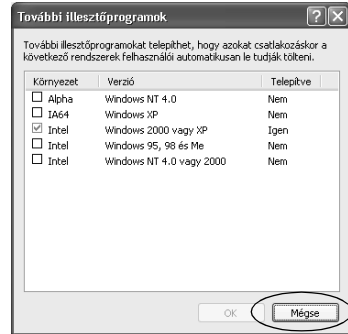 További illesztőprogramok
További illesztőprogramokat telepíthet, hogy azokat csatlakozáskor a
következő rendszerek felhasználói automatikusan le tudják tölteni.
Környezet Verzió Telepítve
Alpha Windows NT 4.0 Nem
IA64 Windows XP Nem
Intel Windows 2000 vagy XP Igen
Intel Windows 95, 98 és Me Nem
Intel Windows NT 4.0 vagy 2000 Nem
OK Mégse